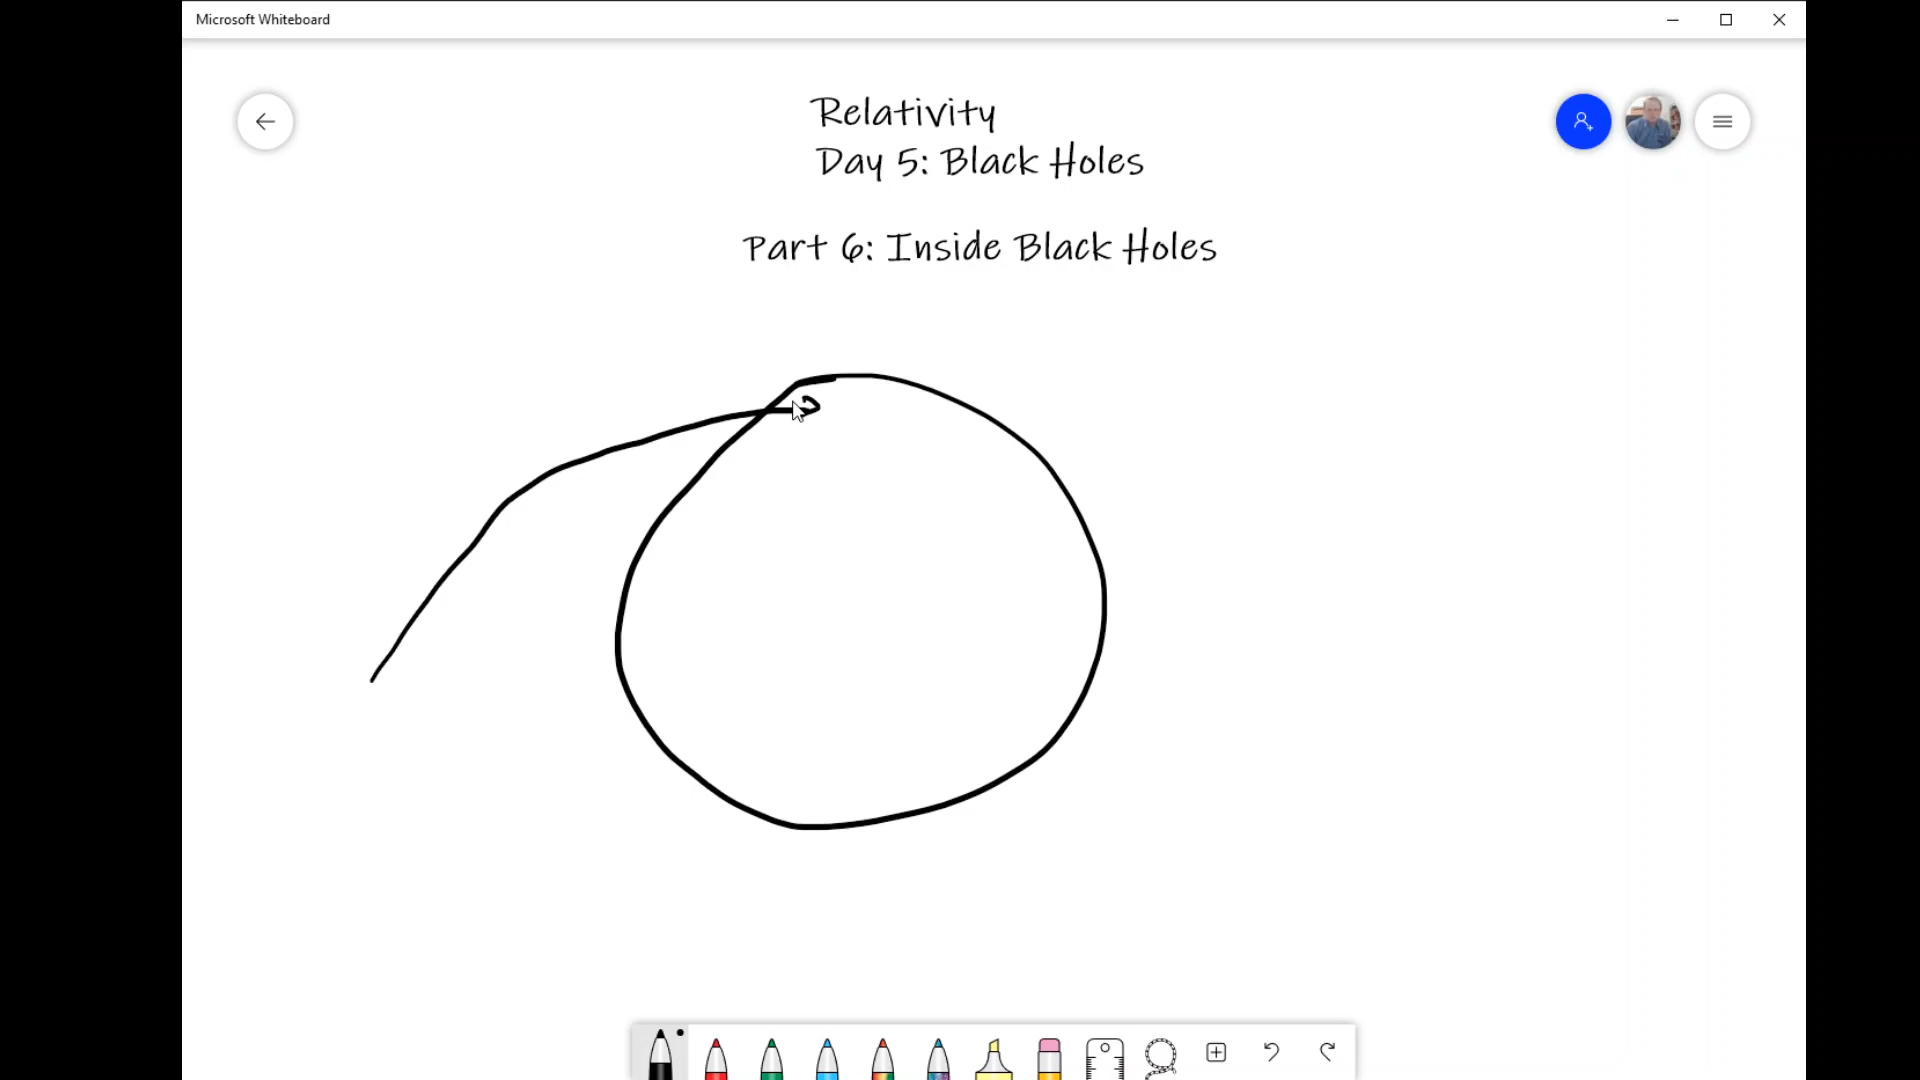 Microsoft Whiteboard
Relativity
Day 5: Black Holes
Part 6: Inside Black Holes